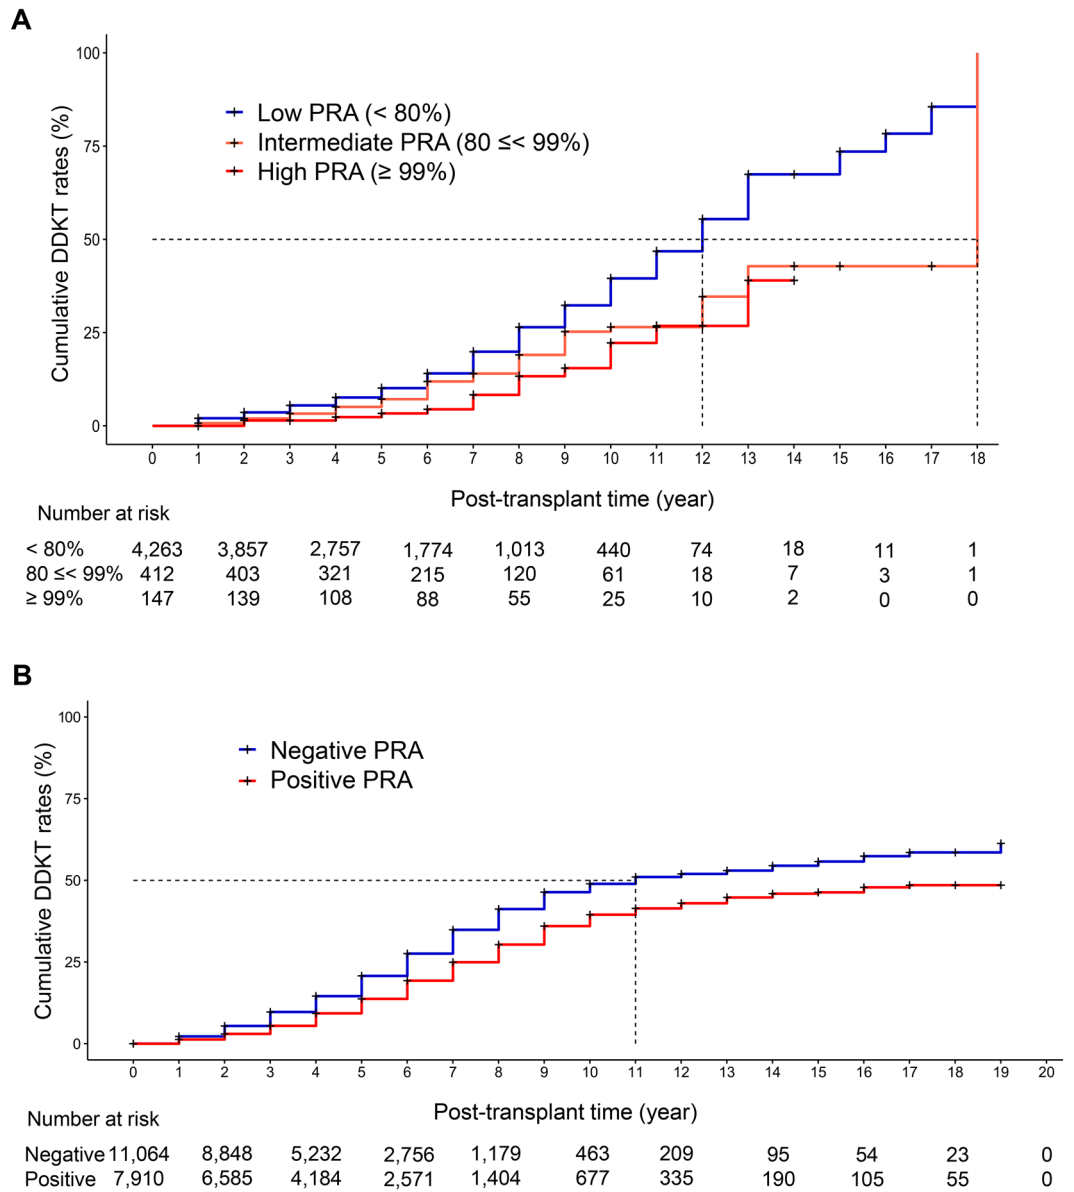 A
Cumulative DDKT rates (%)
100
75
50
25
0
Low PRA (< 80%)
Intermediate PRA (80 ≤< 99%)
High PRA (≥ 99%)
0 1 2 3 4 5 6 7 8 9 10 11 12 13 14 15 16 17 18
Post-transplant time (year)
Number at risk
< 80% 4,263 3,857 2,757 1,774 1,013 440 74 18 11 1
80 ≤< 99% 412 403 321 215 120 61 18 7 3 1
≥ 99% 147 139 108 88 55 25 10 2 0 0
B
Cumulative DDKT rates (%)
100
75
50
25
0
Negative PRA
Positive PRA
0 1 2 3 4 5 6 7 8 9 10 11 12 13 14 15 16 17 18 19 20
Post-transplant time (year)
Number at risk
Negative 11,064 8,848 5,232 2,756 1,179 463 209 95 54 23 0
Positive 7,910 6,585 4,184 2,571 1,404 677 335 190 105 55 0